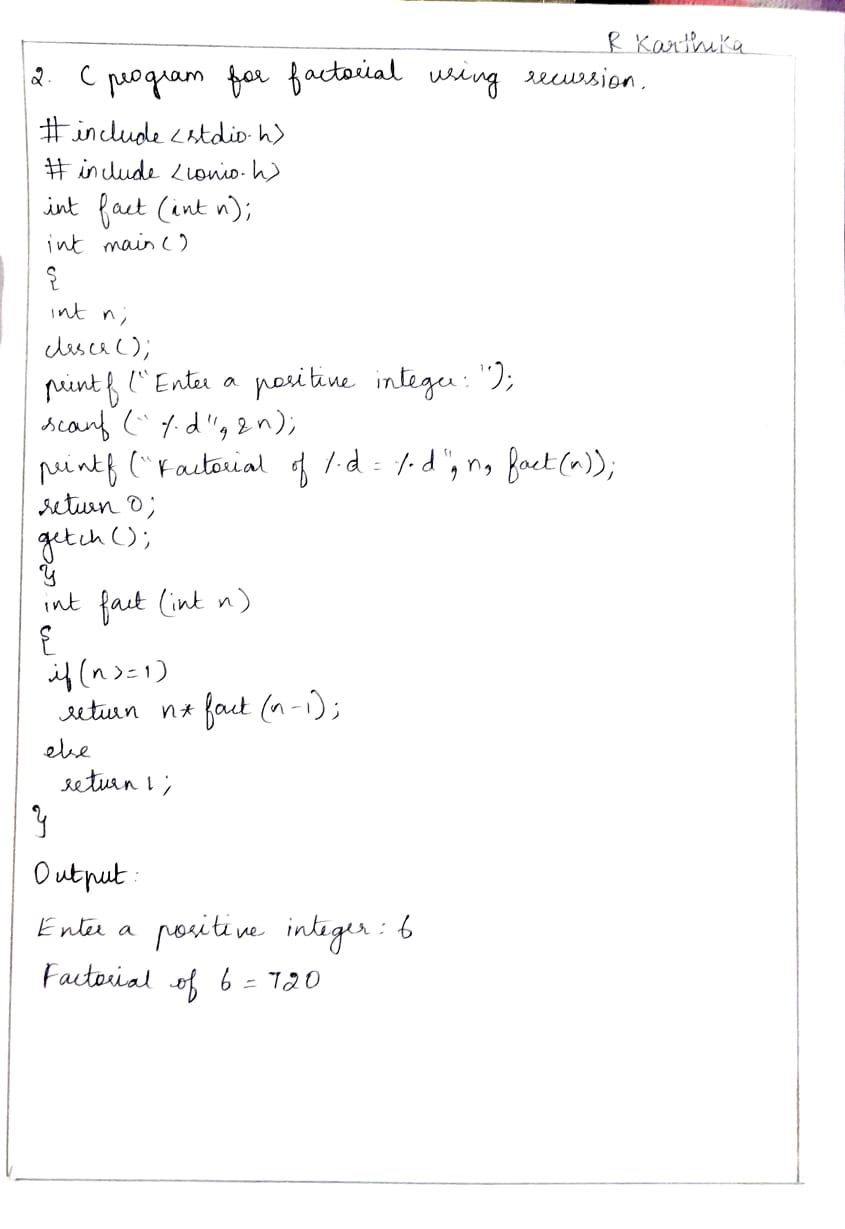 R Karthika
2. C program for factorial using recursion.
#include <stdio.h>
#include <conio.h>
int fact (int n);
int main()
{
int n;
clrscr();
printf ("Enter a positive integer: ");
scanf (" %d", &n);
printf ("Factorial of %d = %d", n, fact(n));
return 0;
getch();
}
int fact (int n)
{
if (n>=1)
return n* fact (n-1);
else
return 1;
}
Output:
Enter a positive integer: 6
Factorial of 6 = 720